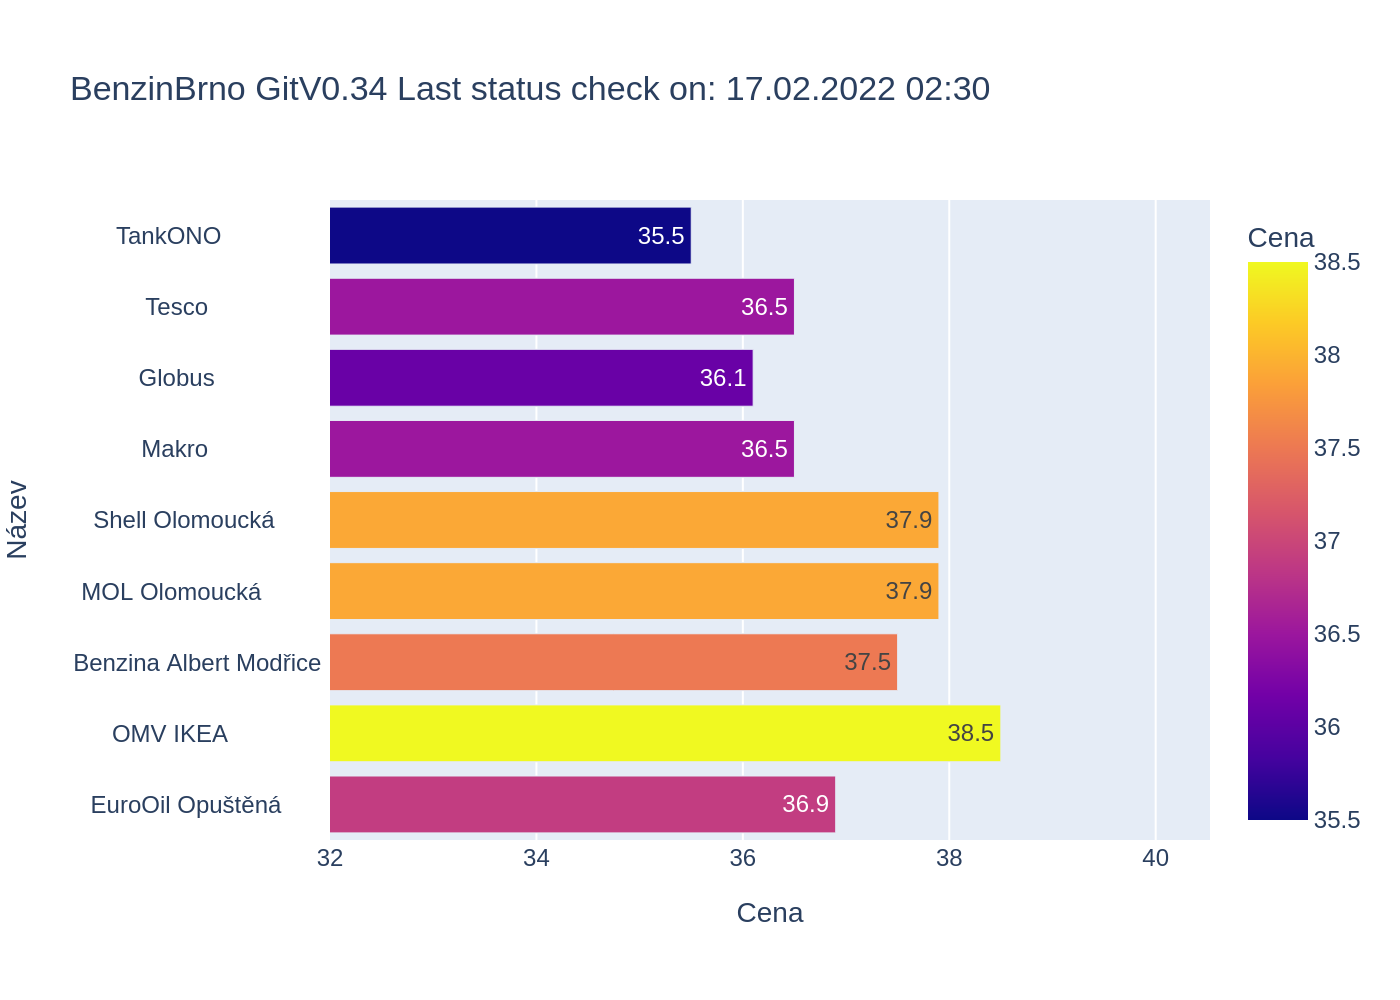 BenzinBrno GitV0.34 Last status check on: 17.02.2022 02:30
Cena
38.5
38
37.5
37
36.5
36
35.5
Název
TankONO 35.5
Tesco 36.5
Globus 36.1
Makro 36.5
Shell Olomoucká 37.9
MOL Olomoucká 37.9
Benzina Albert Modřice 37.5
OMV IKEA 38.5
EuroOil Opuštěná 36.9
32 34 36 38 40
Cena